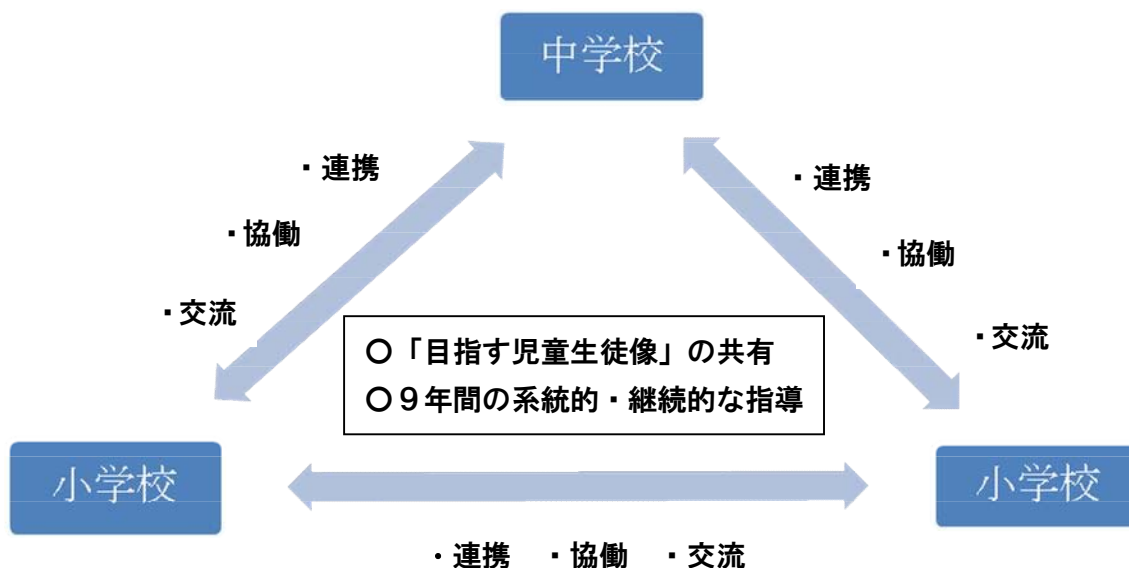 中学校
・連携
・連携
・協働
・協働
・交流
・交流
〇「目指す児童生徒像」の共有
〇９年間の系統的・継続的な指導
小学校
小学校
・連携　・協働　・交流